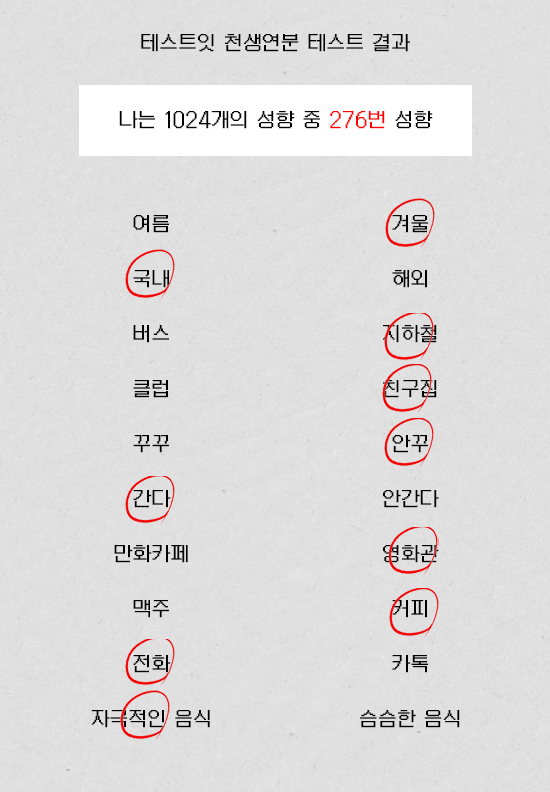 테스트잇 천생연분 테스트 결과
나는 1024개의 성향 중 276번 성향
여름 겨울
국내 해외
버스 지하철
클럽 친구집
꾸꾸 안꾸
간다 안간다
만화카페 영화관
맥주 커피
전화 카톡
자극적인 음식 슴슴한 음식